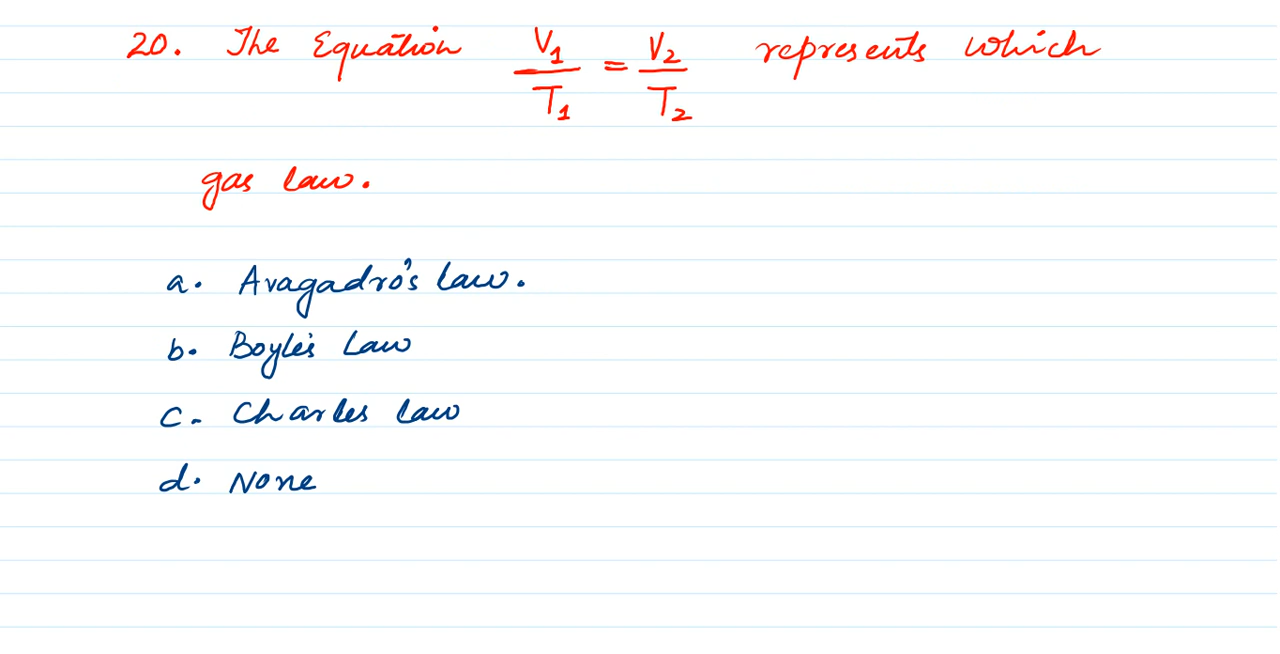 20. The Equation V1/T1 = V2/T2 represents which
gas law.
a. Avagadro's law.
b. Boyle's Law
c. Charles law
d. None